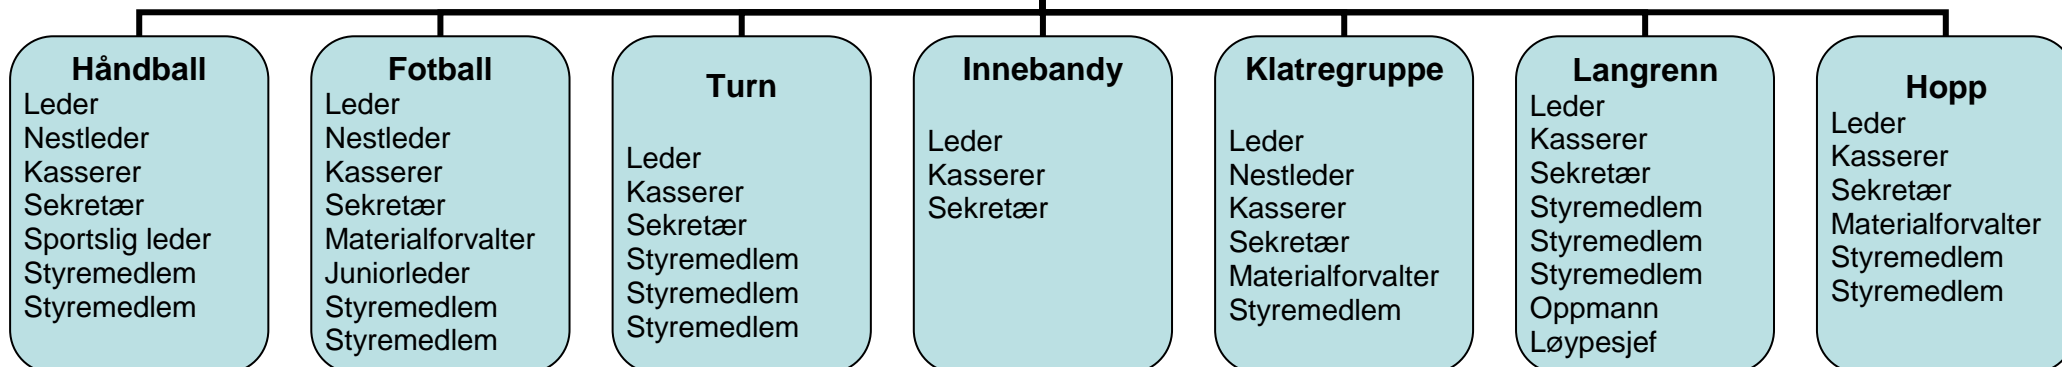 Håndball
Leder
Nestleder
Kasserer
Sekretær
Sportslig leder
Styremedlem
Styremedlem
Fotball
Leder
Nestleder
Kasserer
Sekretær
Materialforvalter
Juniorleder
Styremedlem
Styremedlem
Turn
Leder
Kasserer
Sekretær
Styremedlem
Styremedlem
Styremedlem
Innebandy
Leder
Kasserer
Sekretær
Klatregruppe
Leder
Nestleder
Kasserer
Sekretær
Materialforvalter
Styremedlem
Langrenn
Leder
Kasserer
Sekretær
Styremedlem
Styremedlem
Styremedlem
Oppmann
Løypesjef
Hopp
Leder
Kasserer
Sekretær
Materialforvalter
Styremedlem
Styremedlem